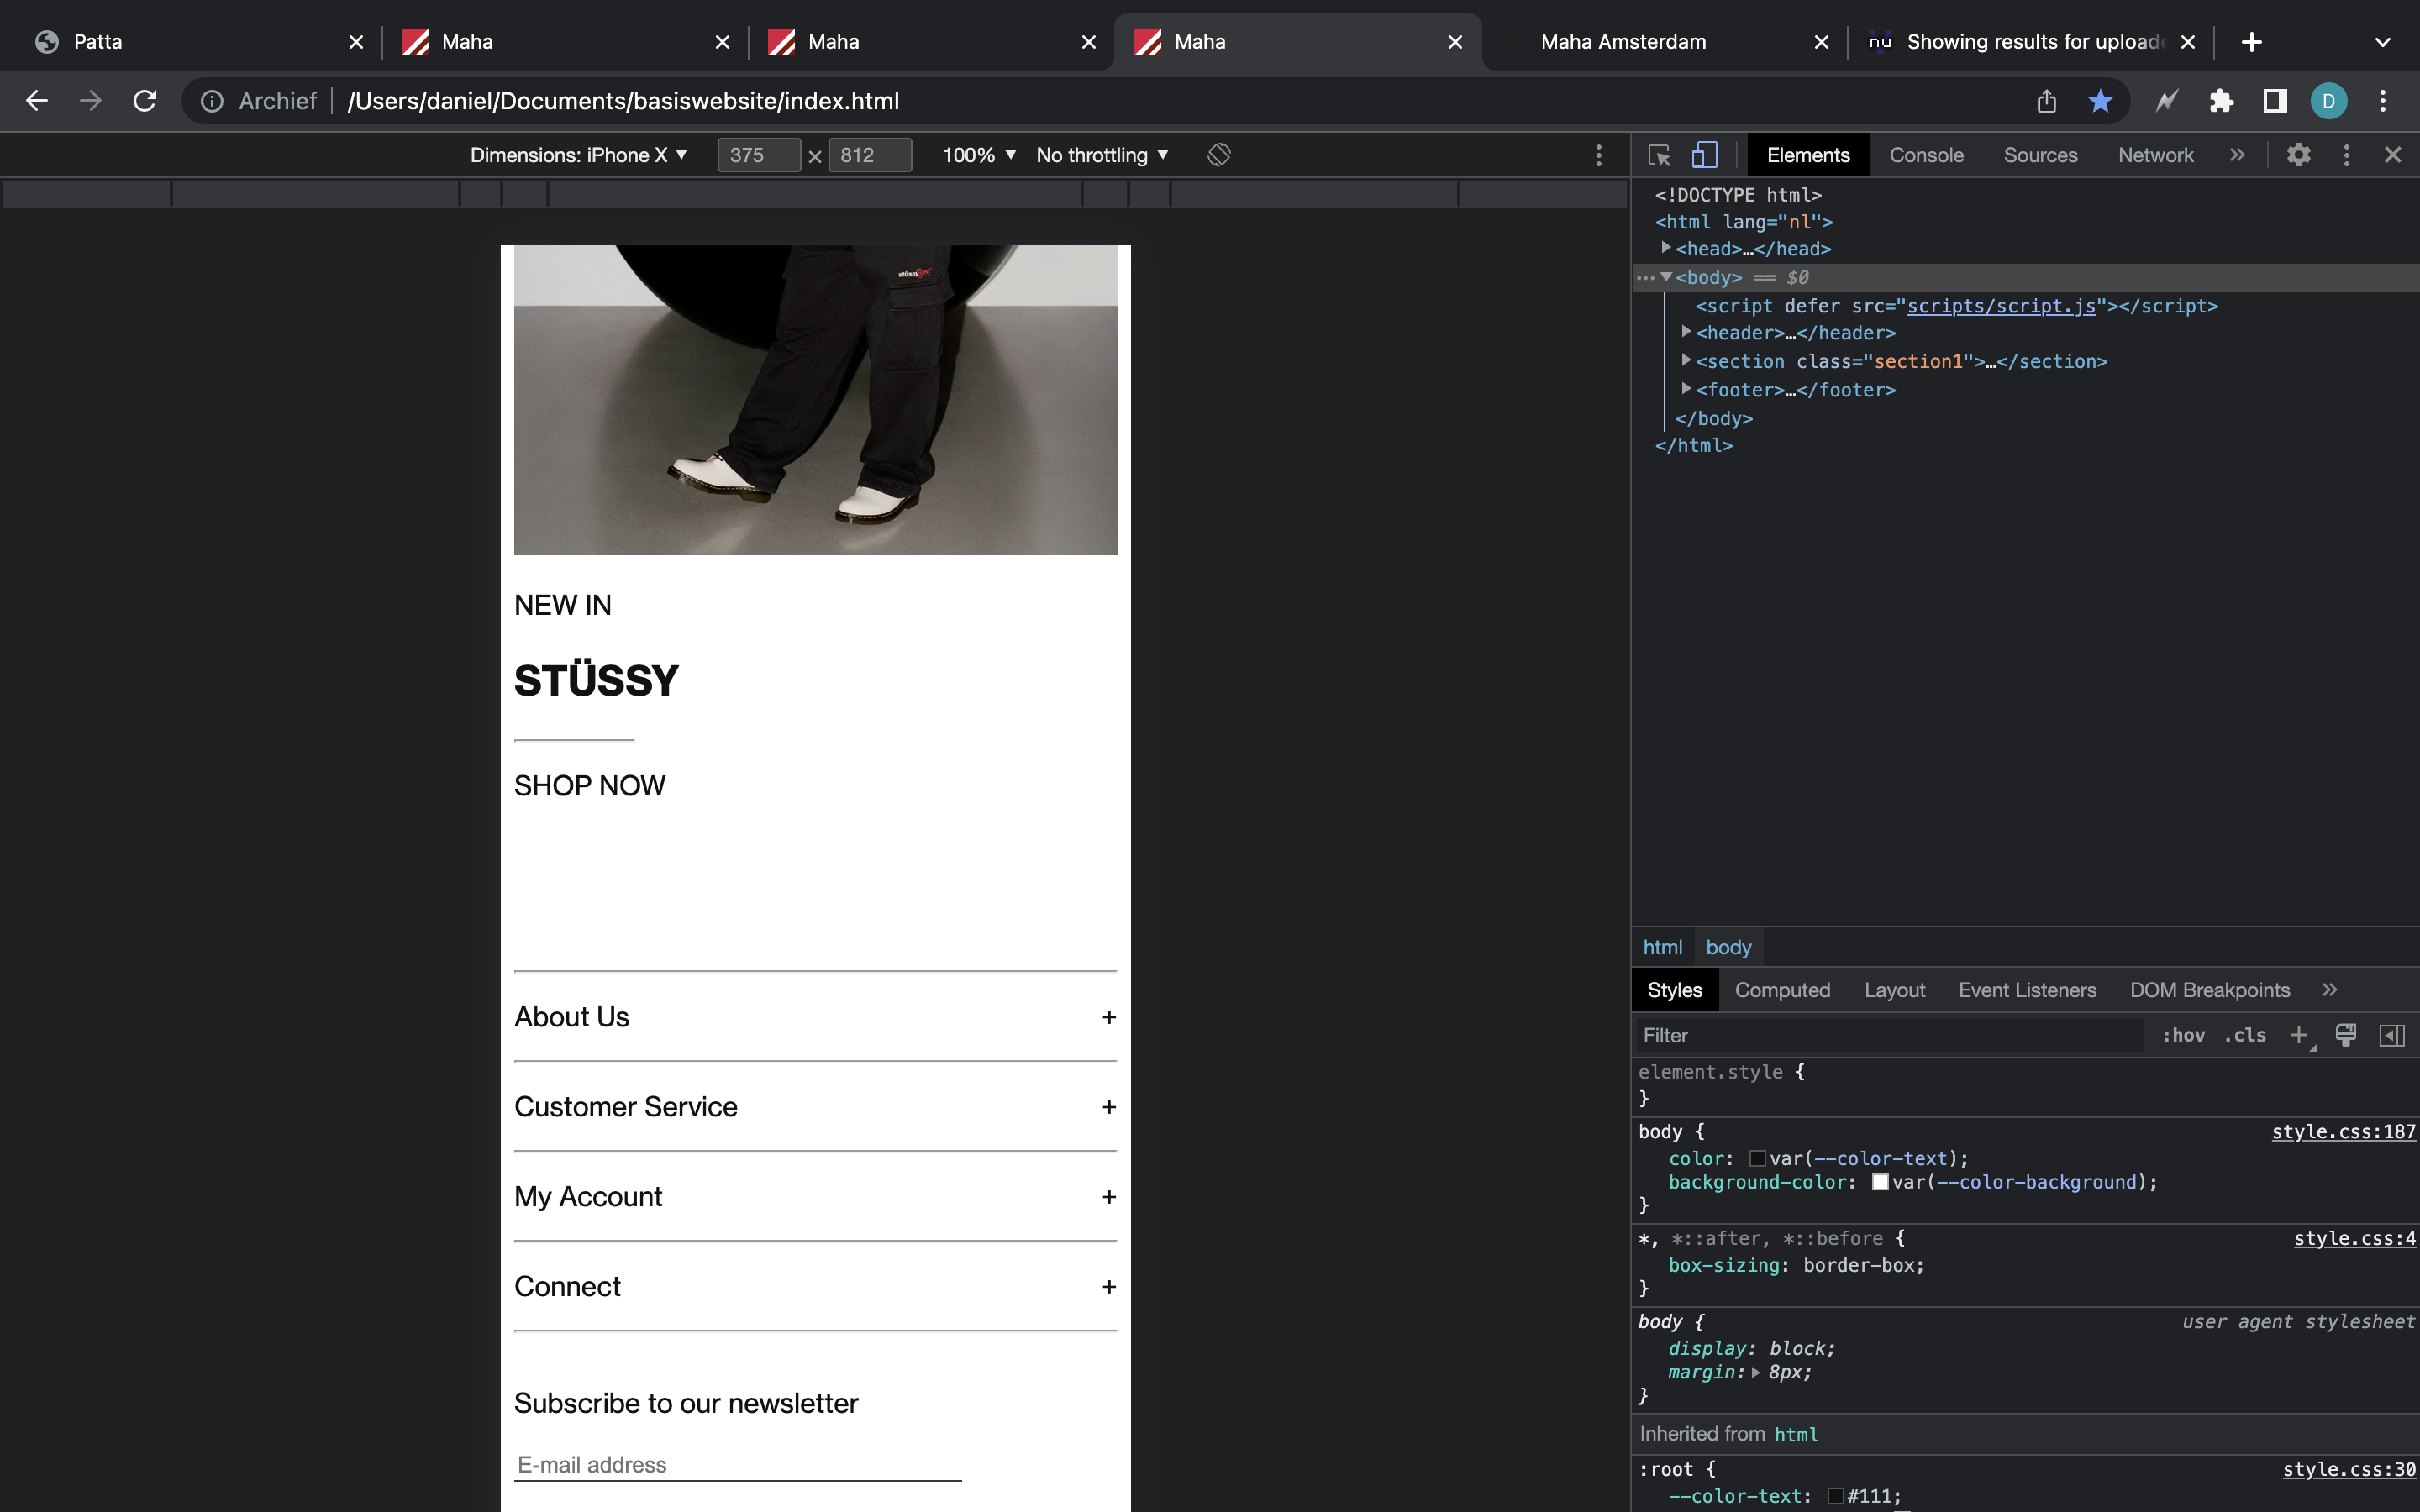 Patta
Maha
Maha
Maha
Maha Amsterdam
nu Showing results for upload
Archief /Users/daniel/Documents/basiswebsite/index.html
D
Dimensions: iPhone X ▼ 375 × 812 100% ▼ No throttling ▼
Elements Console Sources Network »
<!DOCTYPE html>
<html lang="nl">
<head>…</head>
<body> == $0
<script defer src="scripts/script.js"></script>
<header>…</header>
<section class="section1">…</section>
<footer>…</footer>
</body>
</html>
stüssy
NEW IN
STÜSSY
SHOP NOW
About Us +
Customer Service +
My Account +
Connect +
Subscribe to our newsletter
E-mail address
html body
Styles Computed Layout Event Listeners DOM Breakpoints »
Filter :hov .cls +
element.style {
}
body { style.css:187
color: var(--color-text);
background-color: var(--color-background);
}
*, *::after, *::before { style.css:4
box-sizing: border-box;
}
body { user agent stylesheet
display: block;
margin: 8px;
}
Inherited from html
:root { style.css:30
--color-text: #111;